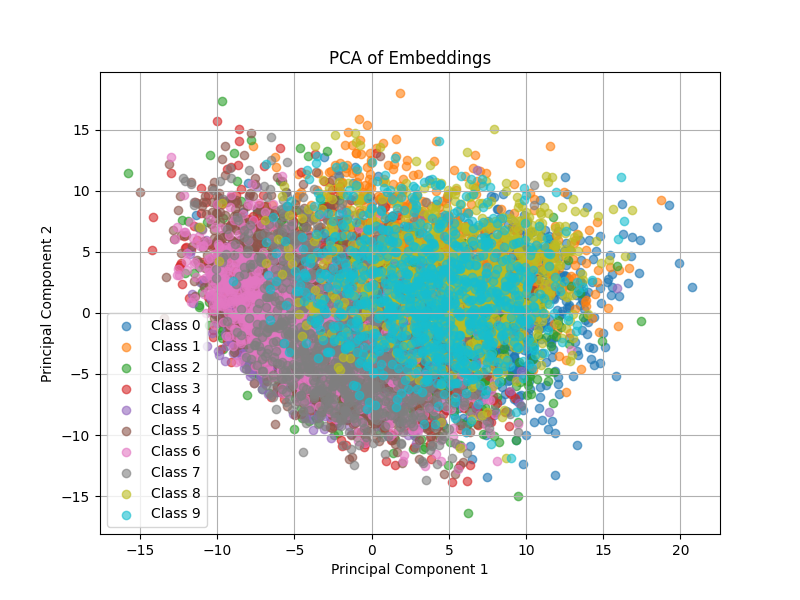 PCA of Embeddings
Principal Component 2
15
10
5
0
−5
−10
−15
Class 0
Class 1
Class 2
Class 3
Class 4
Class 5
Class 6
Class 7
Class 8
Class 9
−15 −10 −5 0 5 10 15 20
Principal Component 1